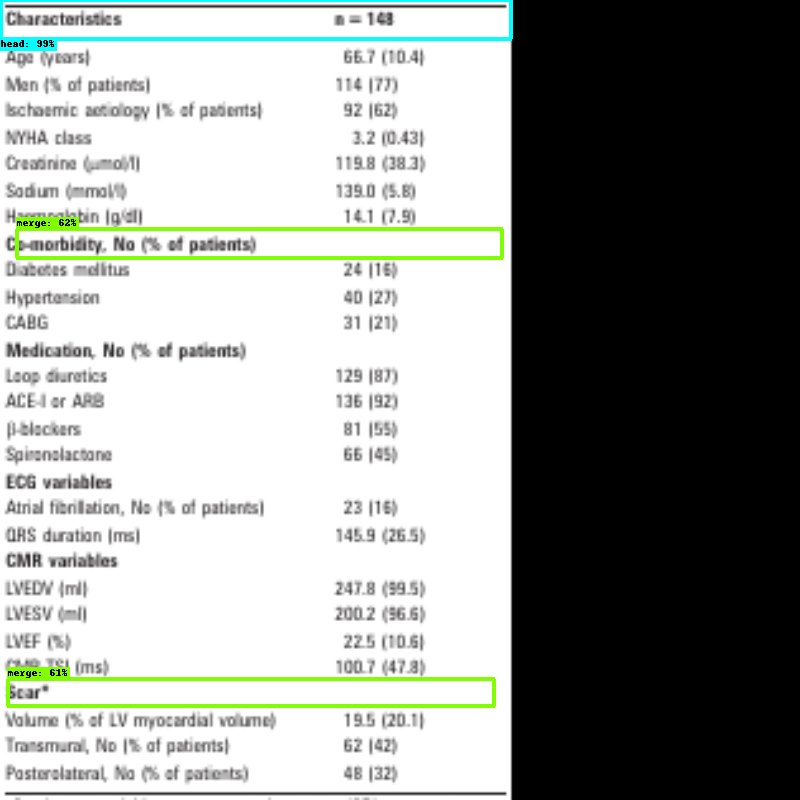 Characteristics n = 148
head: 99%
Age (years) 66.7 (10.4)
Men (% of patients) 114 (77)
Ischaemic aetiology (% of patients) 92 (62)
NYHA class 3.2 (0.43)
Creatinine (μmol/l) 119.8 (38.3)
Sodium (mmol/l) 139.0 (5.8)
Haemoglobin (g/dl) 14.1 (7.9)
merge: 62%
Co-morbidity, No (% of patients)
Diabetes mellitus 24 (16)
Hypertension 40 (27)
CABG 31 (21)
Medication, No (% of patients)
Loop diuretics 129 (87)
ACE-I or ARB 136 (92)
β-blockers 81 (55)
Spironolactone 66 (45)
ECG variables
Atrial fibrillation, No (% of patients) 23 (16)
QRS duration (ms) 145.9 (26.5)
CMR variables
LVEDV (ml) 247.8 (99.5)
LVESV (ml) 200.2 (96.6)
LVEF (%) 22.5 (10.6)
CMR-TSI (ms) 100.7 (47.8)
merge: 61%
Scar*
Volume (% of LV myocardial volume) 19.5 (20.1)
Transmural, No (% of patients) 62 (42)
Posterolateral, No (% of patients) 48 (32)